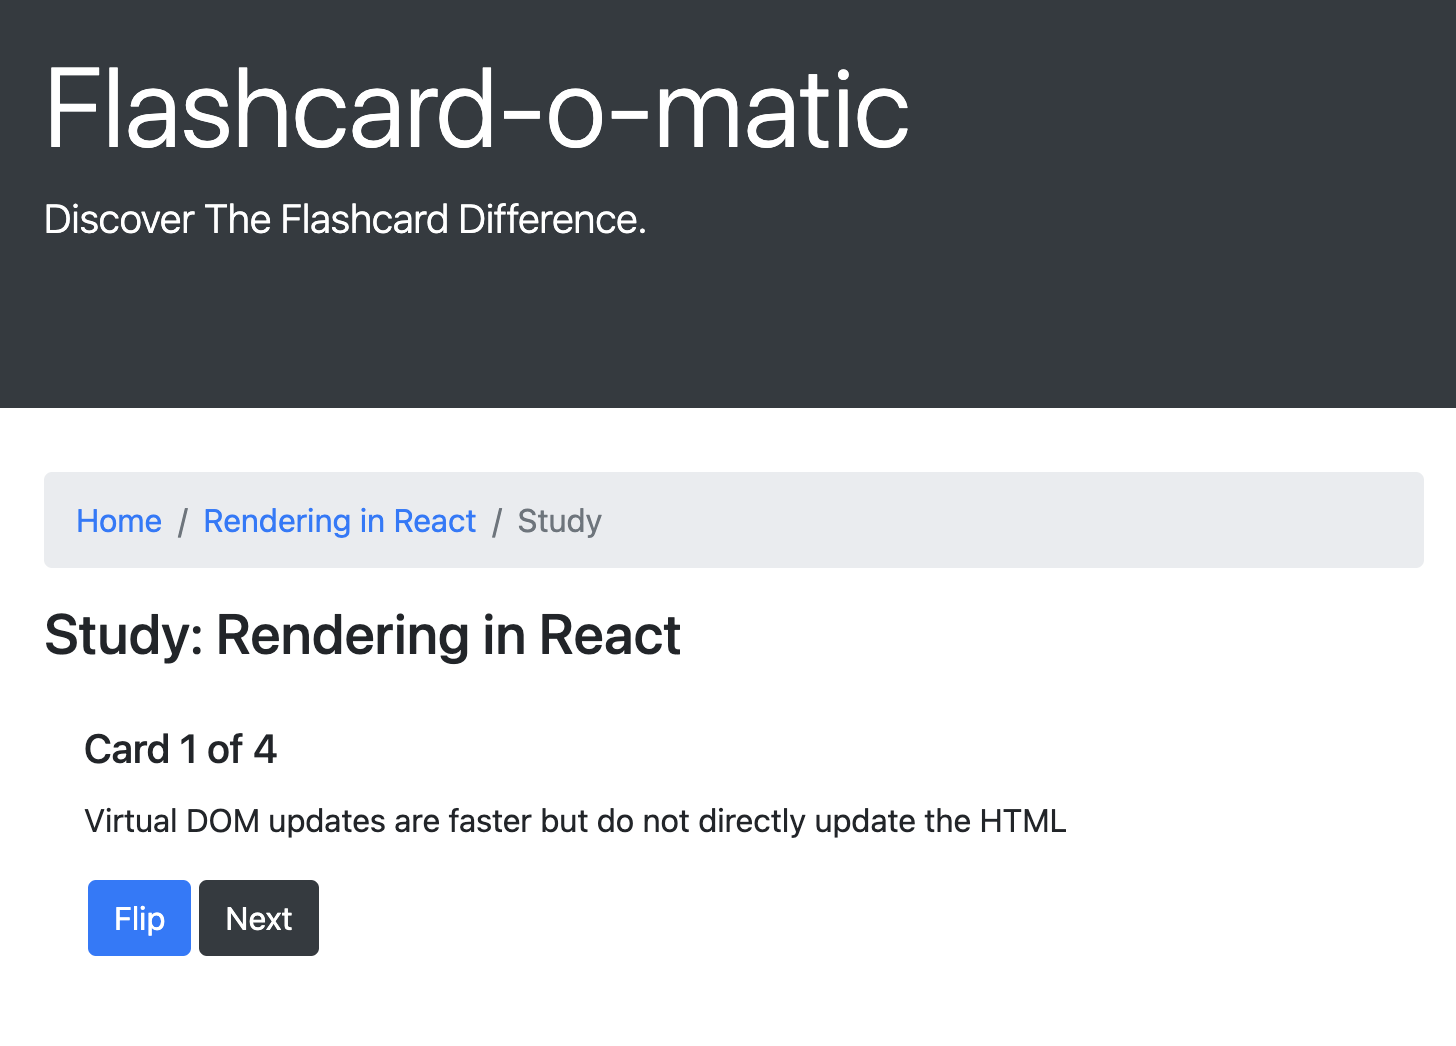 Flashcard-o-matic
Discover The Flashcard Difference.
Home / Rendering in React / Study
Study: Rendering in React
Card 1 of 4
Virtual DOM updates are faster but do not directly update the HTML
Flip Next